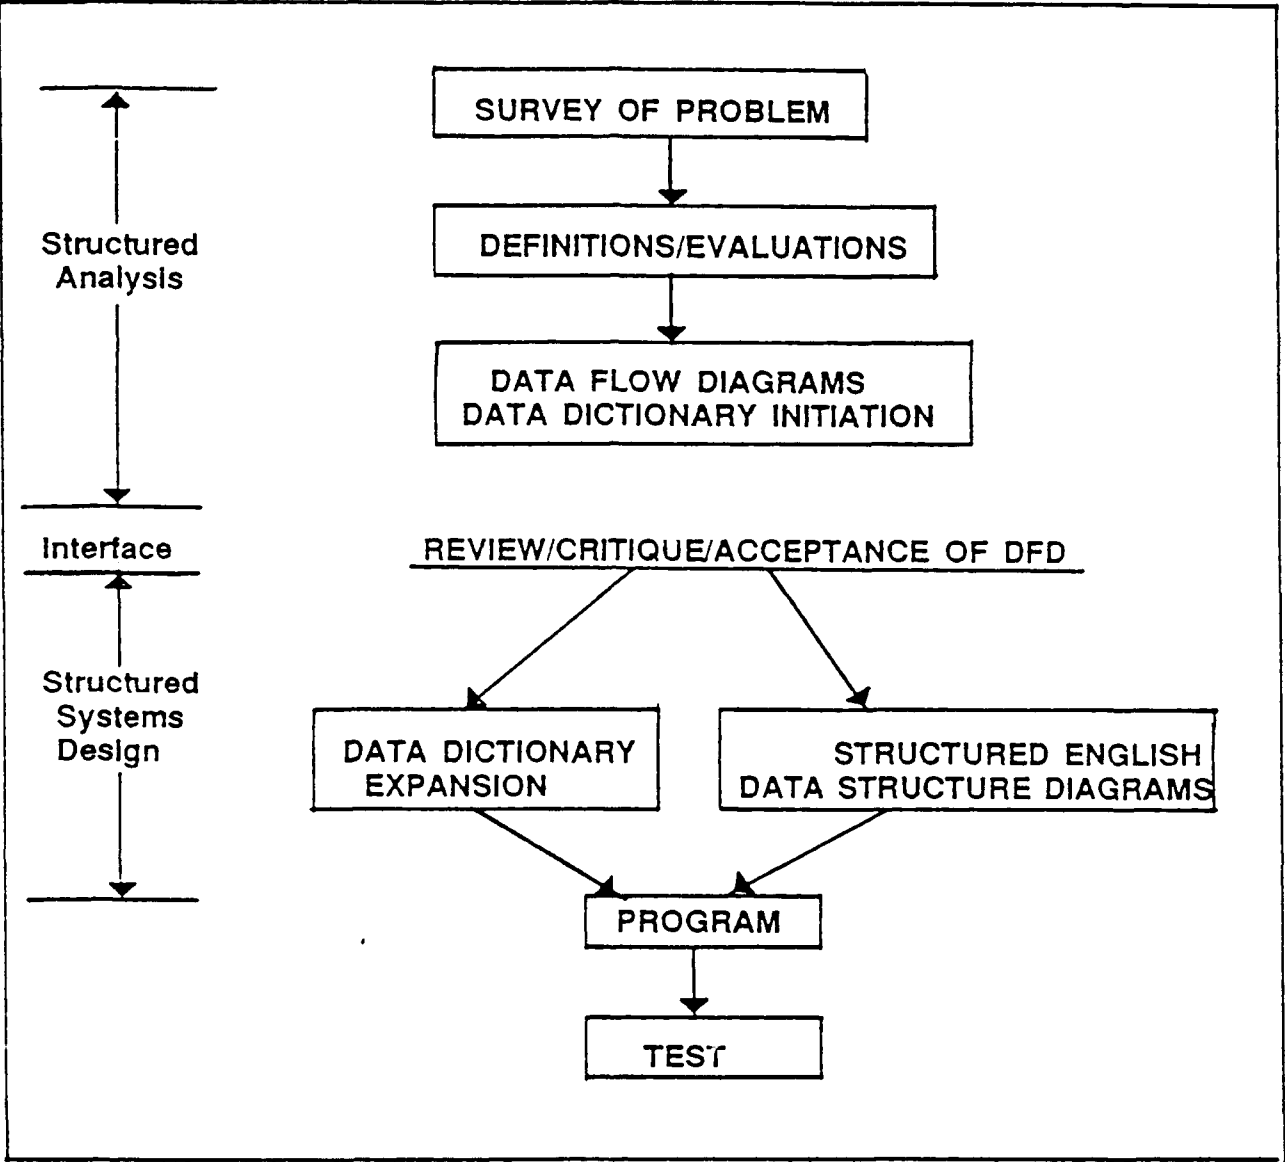 SURVEY OF PROBLEM
DEFINITIONS/EVALUATIONS
Structured
Analysis
DATA FLOW DIAGRAMS
DATA DICTIONARY INITIATION
Interface
REVIEW/CRITIQUE/ACCEPTANCE OF DFD
Structured
Systems
Design
DATA DICTIONARY
EXPANSION
STRUCTURED ENGLISH
DATA STRUCTURE DIAGRAMS
PROGRAM
TEST